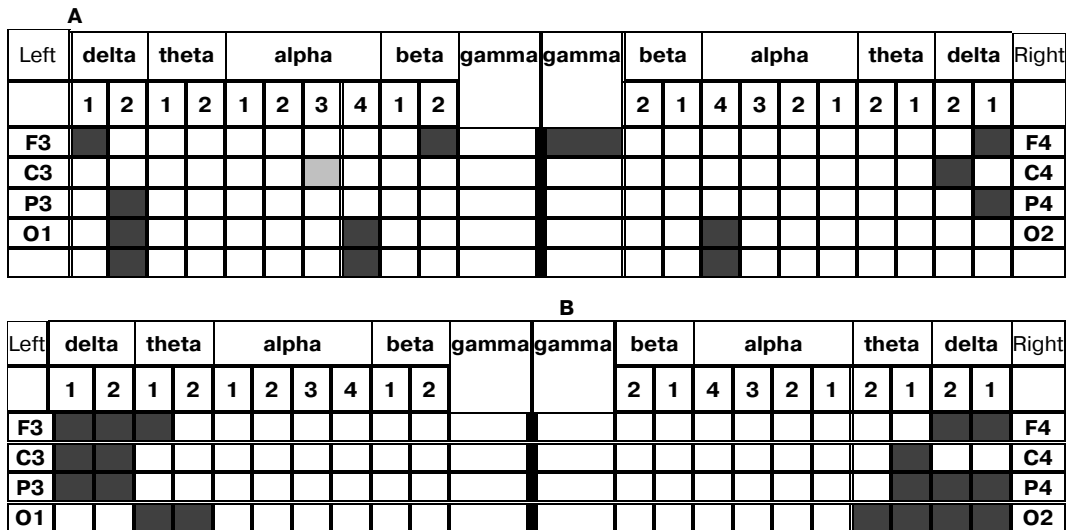 A
Left delta theta alpha beta gamma gamma beta alpha theta delta Right
1 2 1 2 1 2 3 4 1 2 2 1 4 3 2 1 2 1 2 1
F3 F4
C3 C4
P3 P4
O1 O2
B
Left delta theta alpha beta gamma gamma beta alpha theta delta Right
1 2 1 2 1 2 3 4 1 2 2 1 4 3 2 1 2 1 2 1
F3 F4
C3 C4
P3 P4
O1 O2